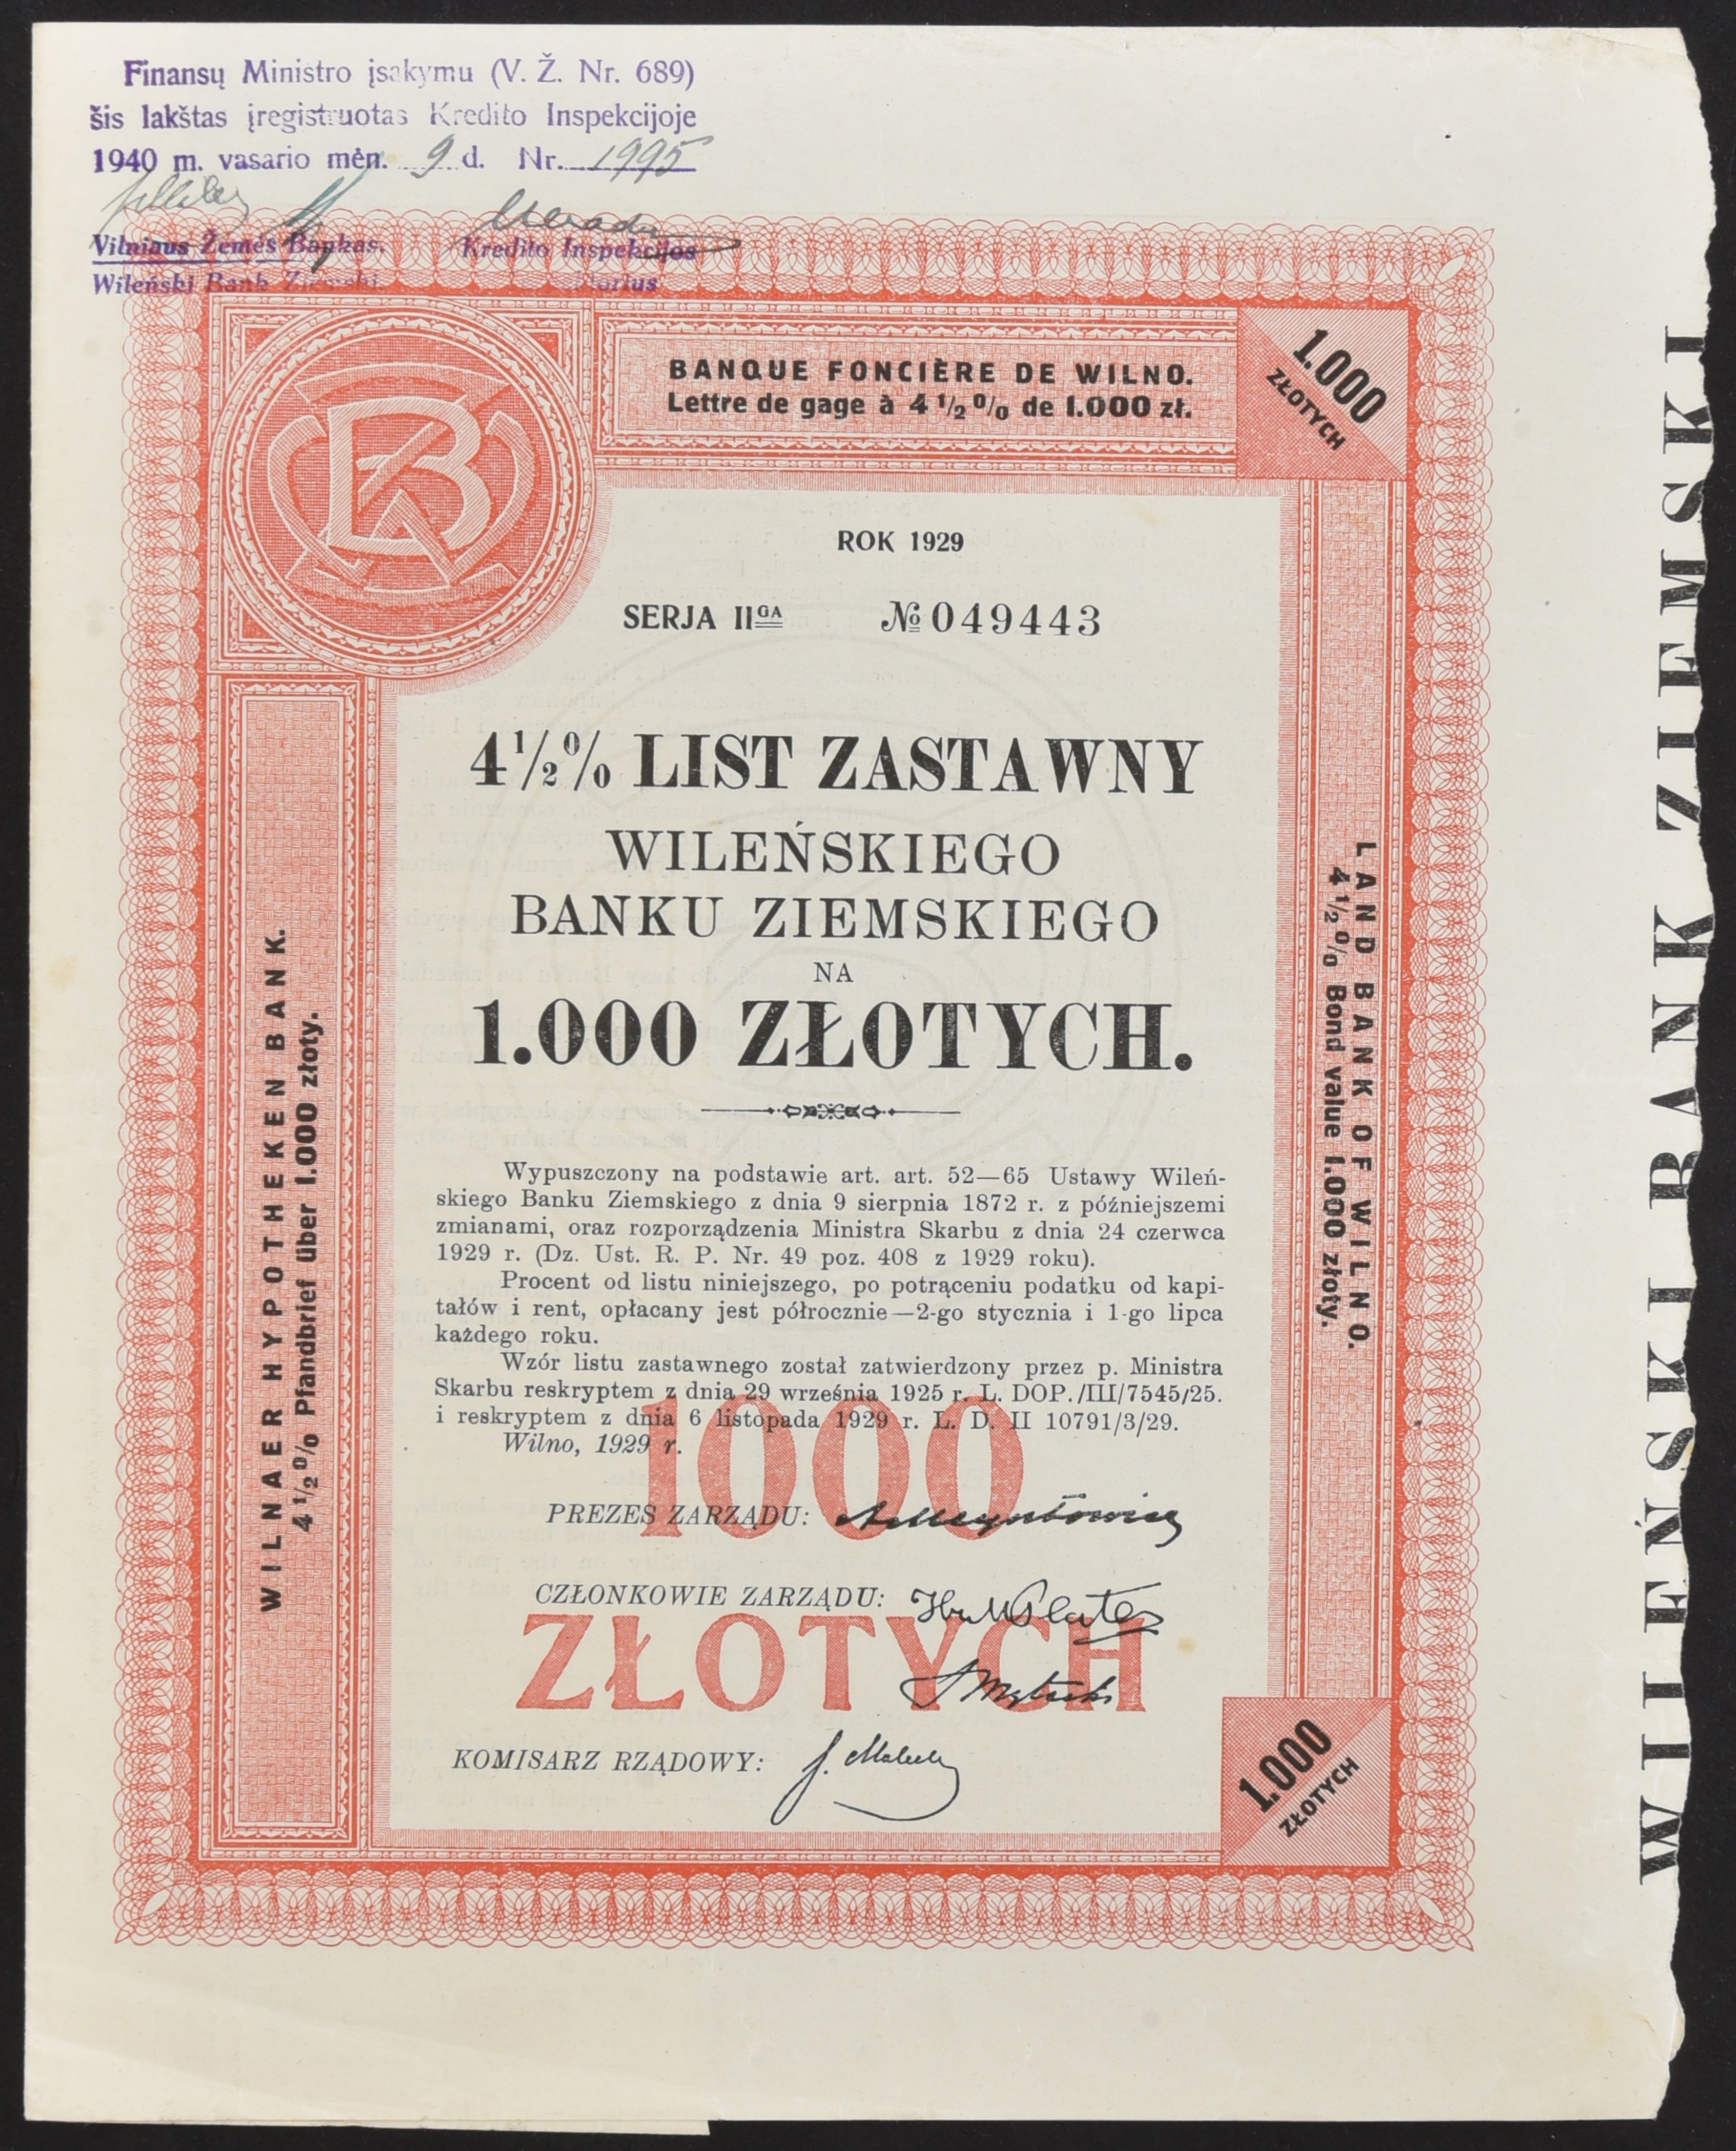 Finansų Ministro įsakymu (V. Ž. Nr. 689)
šis lakštas įregistruotas Kredito Inspekcijoje
1940 m. vasario mėn. 9 d. Nr. 1995
Vilniaus Žemės Bankas. Kredito Inspekcijos
Wileński Bank Ziemski.
BANQUE FONCIÈRE DE WILNO.
Lettre de gage à 4 1/2 % de 1.000 zł.
1.000
ZŁOTYCH
ROK 1929
SERJA IIGA № 049443
4 1/2 % LIST ZASTAWNY
WILEŃSKIEGO
BANKU ZIEMSKIEGO
NA
1.000 ZŁOTYCH.
Wypuszczony na podstawie art. art. 52—65 Ustawy Wileń-
skiego Banku Ziemskiego z dnia 9 sierpnia 1872 r. z późniejszemi
zmianami, oraz rozporządzenia Ministra Skarbu z dnia 24 czerwca
1929 r. (Dz. Ust. R. P. Nr. 49 poz. 408 z 1929 roku).
Procent od listu niniejszego, po potrąceniu podatku od kapi-
tałów i rent, opłacany jest półrocznie—2-go stycznia i 1-go lipca
każdego roku.
Wzór listu zastawnego został zatwierdzony przez p. Ministra
Skarbu reskryptem z dnia 29 września 1925 r. L. DOP./III/7545/25.
i reskryptem z dnia 6 listopada 1929 r. L. D. II 10791/3/29.
Wilno, 1929 r.
1000
ZŁOTYCH
PREZES ZARZĄDU:
CZŁONKOWIE ZARZĄDU:
KOMISARZ RZĄDOWY:
1.000
ZŁOTYCH
WILNAER HYPOTHEKEN BANK.
4 1/2 % Pfandbrief über 1.000 złoty.
LAND BANK OF WILNO.
4 1/2 % Bond value 1.000 złoty.
WILEŃSKI BANK ZIEMSKI